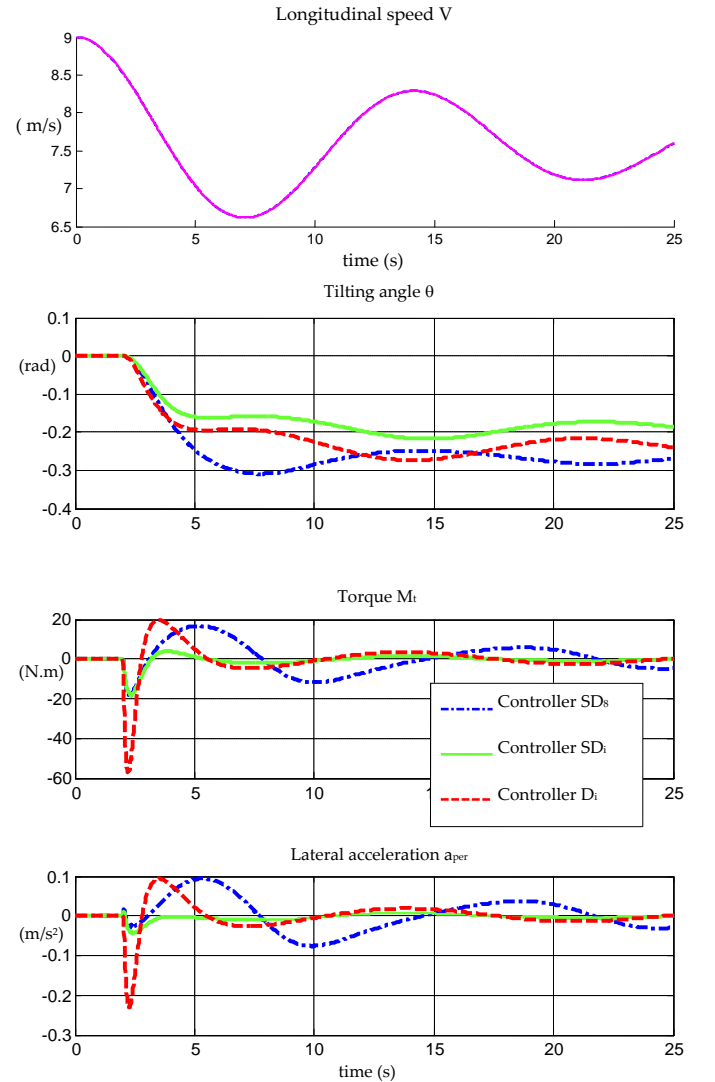 Longitudinal speed V
9
8.5
8
( m/s)
7.5
7
6.5
0 5 10 15 20 25
time (s)
Tilting angle θ
0.1
0
(rad)
-0.1
-0.2
-0.3
-0.4
0 5 10 15 20 25
Torque Mt
20
0
(N.m)
-20
-40
-60
0 5 10 15 20 25
Controller SD8
Controller SDi
Controller Di
Lateral acceleration aper
0.1
0
(m/s²)
-0.1
-0.2
-0.3
0 5 10 15 20 25
time (s)